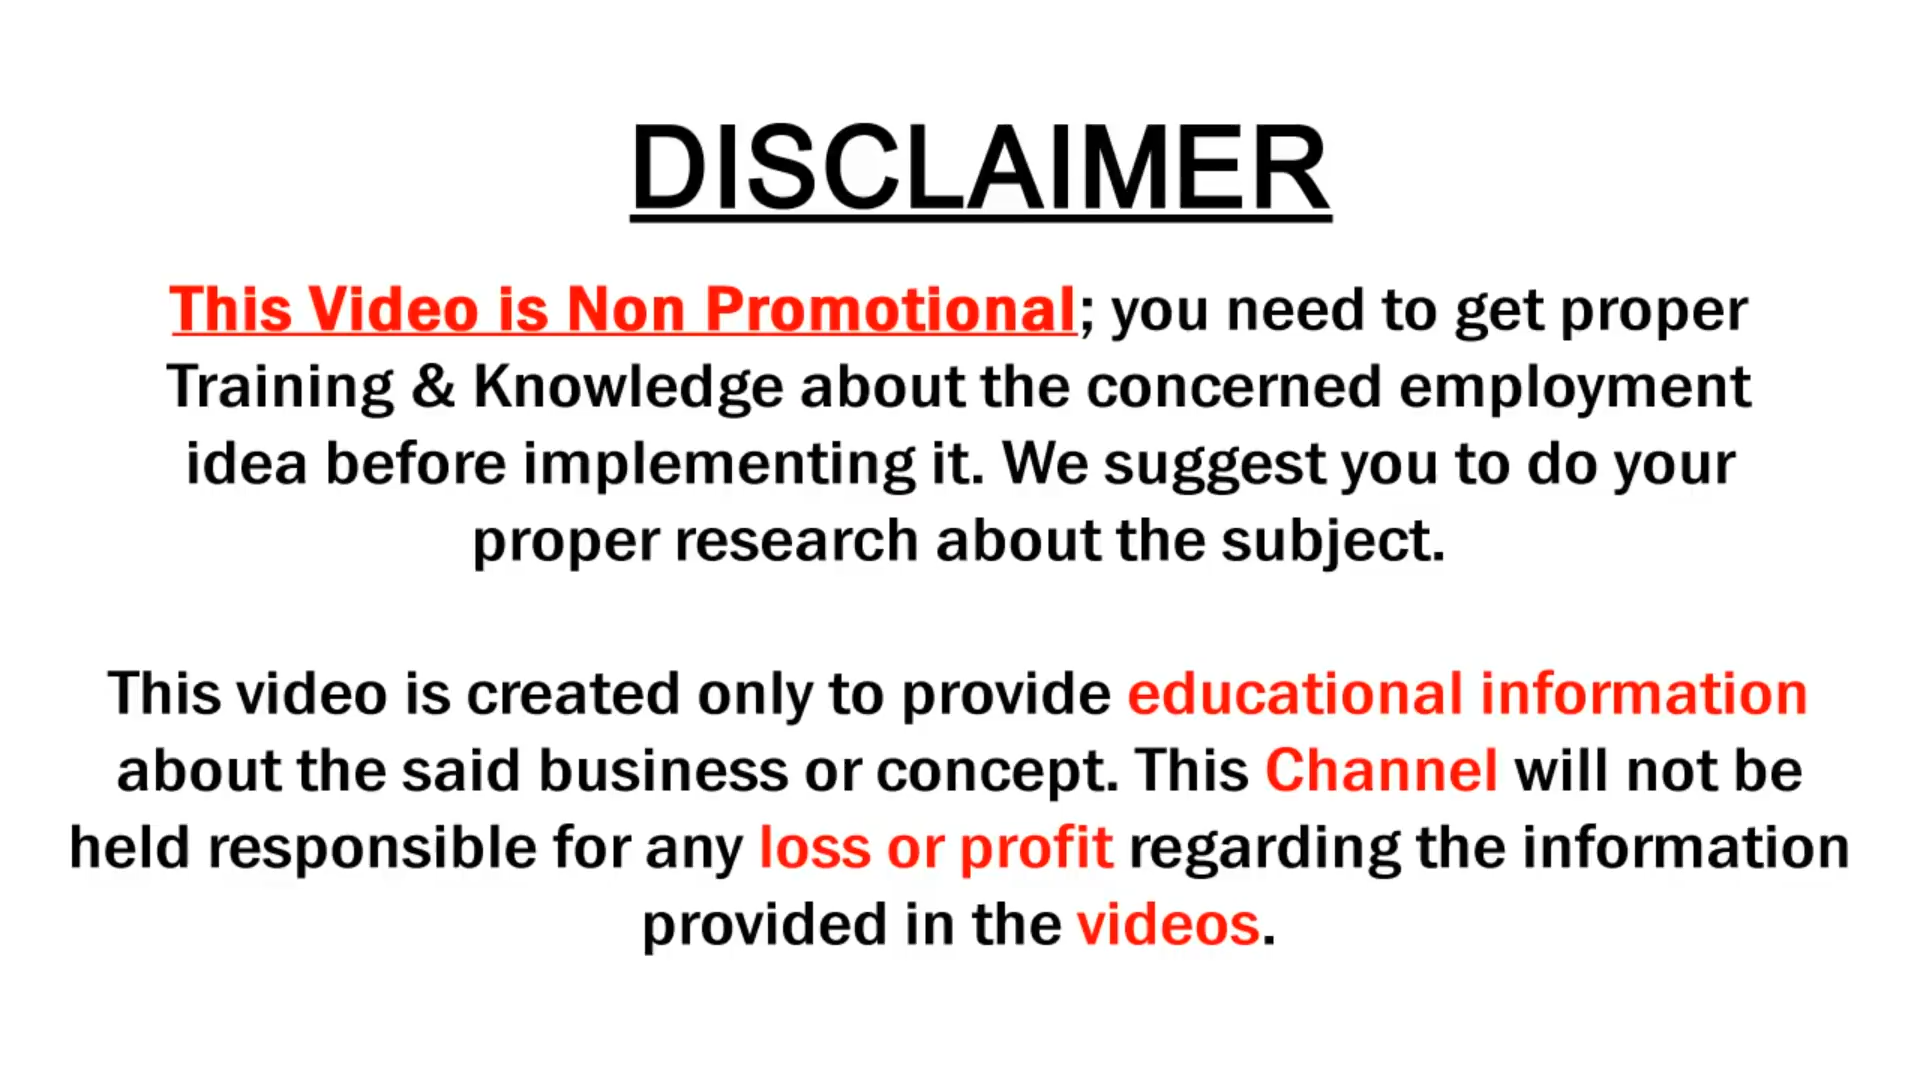 DISCLAIMER
This Video is Non Promotional; you need to get proper
Training & Knowledge about the concerned employment
idea before implementing it. We suggest you to do your
proper research about the subject.
This video is created only to provide educational information
about the said business or concept. This Channel will not be
held responsible for any loss or profit regarding the information
provided in the videos.